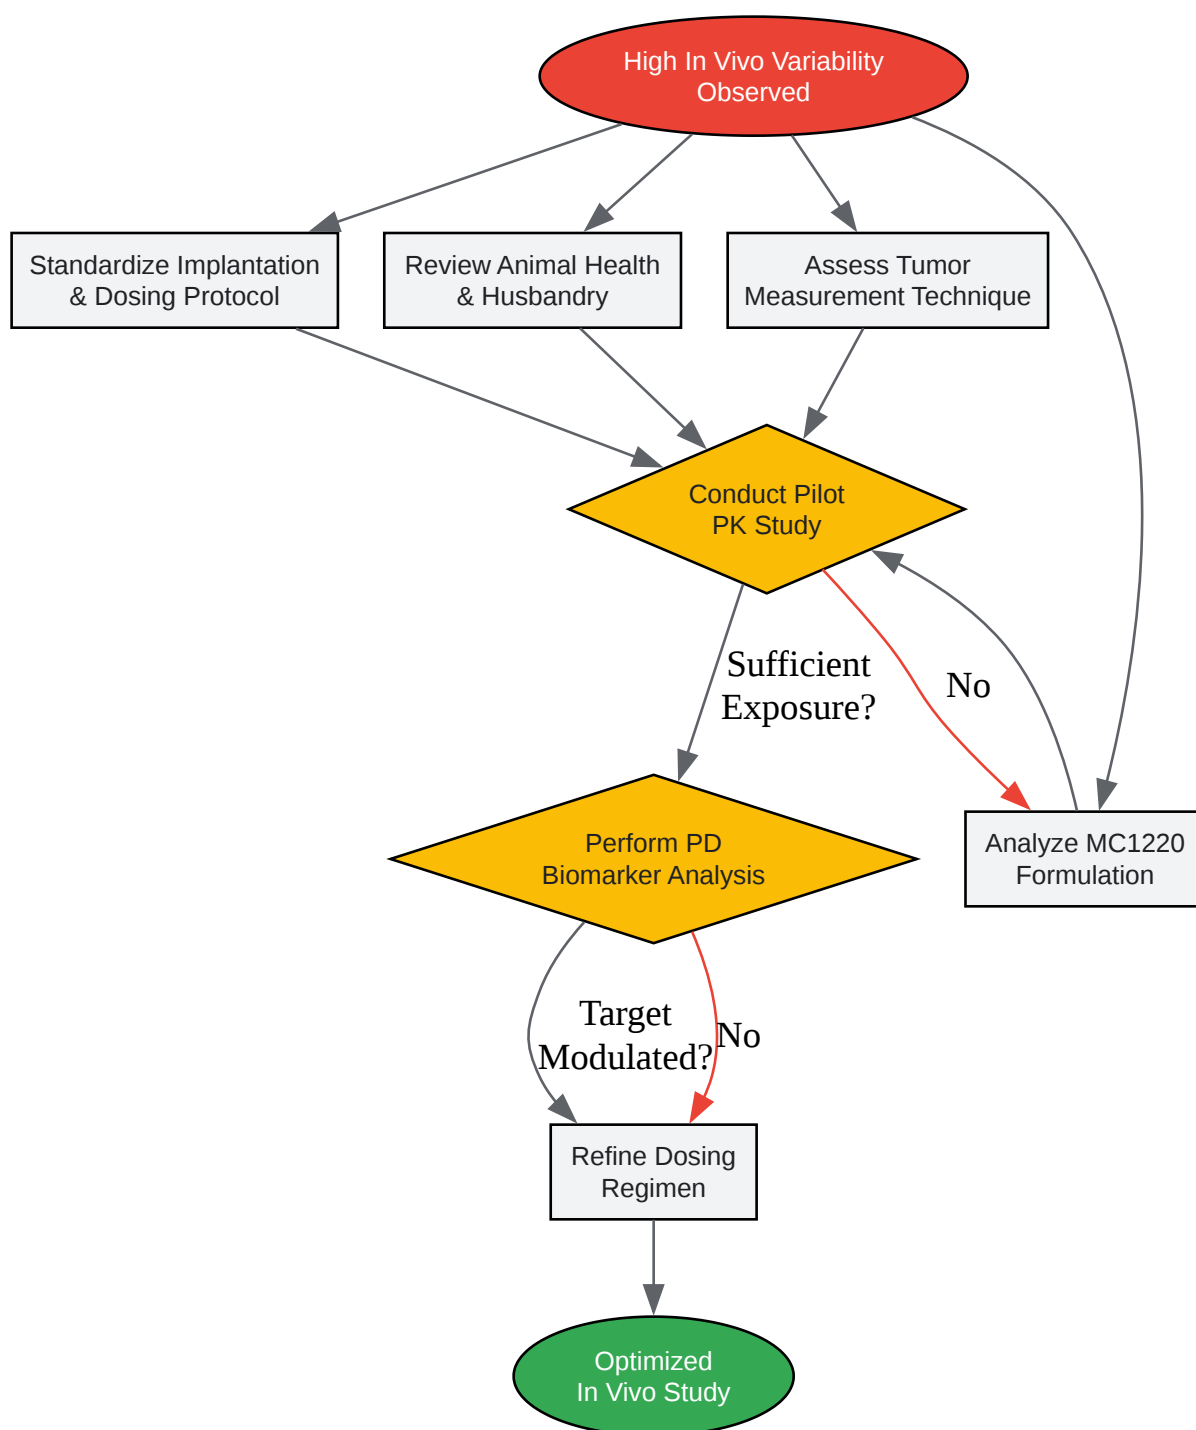 High In Vivo Variability
Observed
Standardize Implantation
& Dosing Protocol
Review Animal Health
& Husbandry
Assess Tumor
Measurement Technique
Conduct Pilot
PK Study
Sufficient
Exposure?
No
Perform PD
Biomarker Analysis
Analyze MC1220
Formulation
Target
Modulated?
No
Refine Dosing
Regimen
Optimized
In Vivo Study